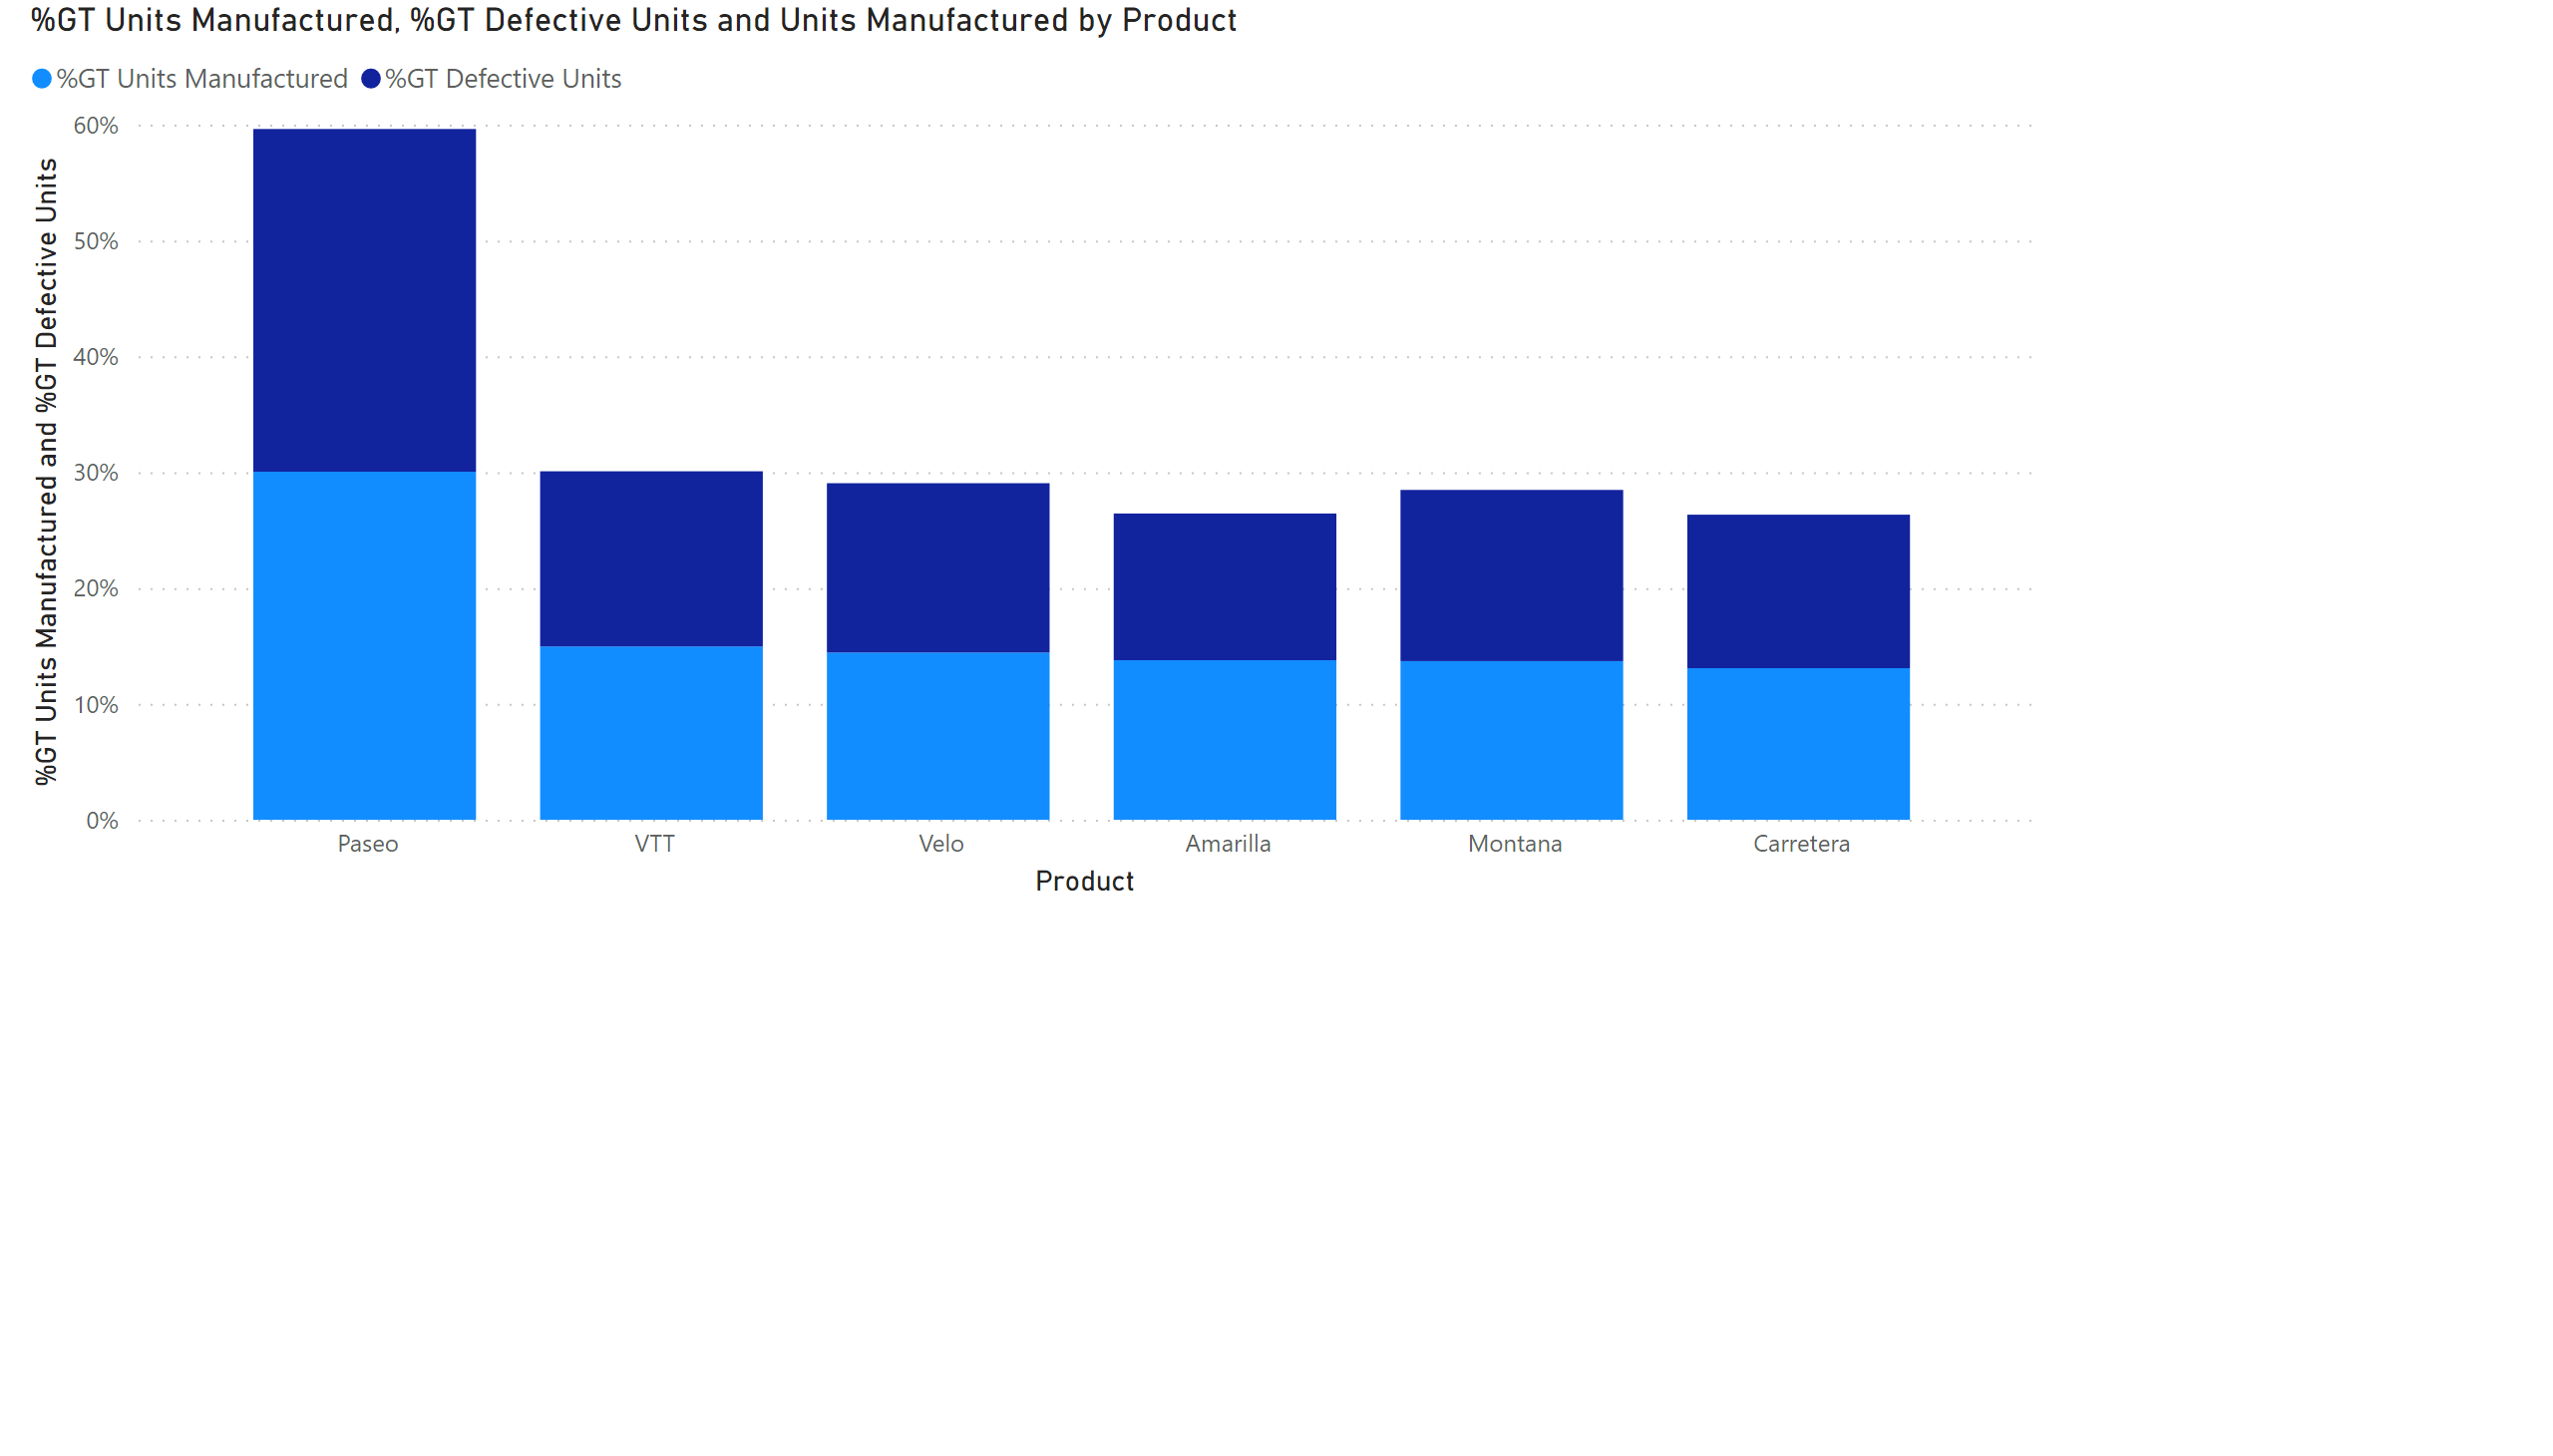 %GT Units Manufactured, %GT Defective Units and Units Manufactured by Product
%GT Units Manufactured %GT Defective Units
%GT Units Manufactured and %GT Defective Units
60%
50%
40%
30%
20%
10%
0%
Paseo VTT Velo Amarilla Montana Carretera
Product